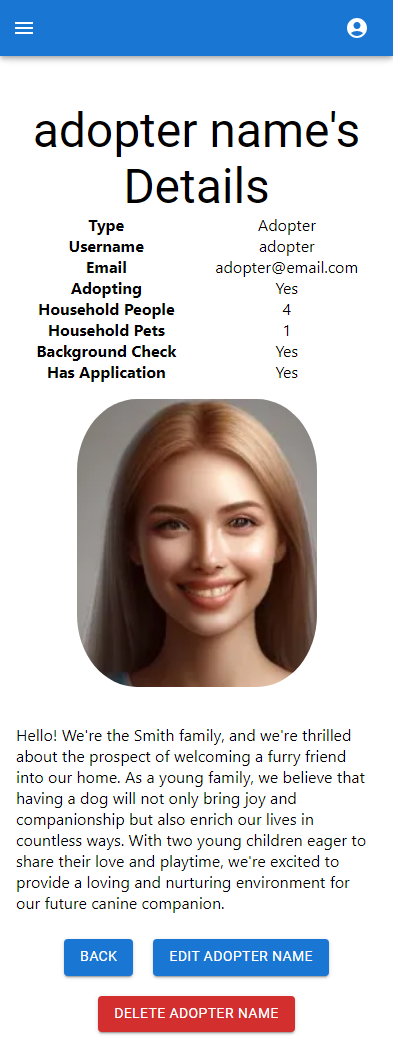 adopter name's
Details
Type Adopter
Username adopter
Email adopter@email.com
Adopting Yes
Household People 4
Household Pets 1
Background Check Yes
Has Application Yes
Hello! We're the Smith family, and we're thrilled
about the prospect of welcoming a furry friend
into our home. As a young family, we believe that
having a dog will not only bring joy and
companionship but also enrich our lives in
countless ways. With two young children eager to
share their love and playtime, we're excited to
provide a loving and nurturing environment for
our future canine companion.
BACK EDIT ADOPTER NAME
DELETE ADOPTER NAME